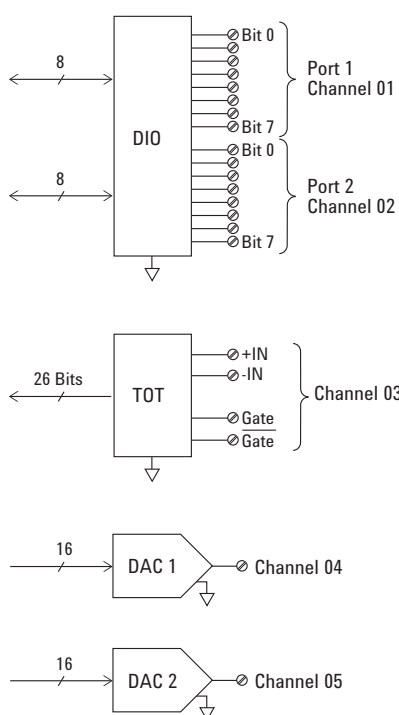 8
Bit 0
Port 1
Channel 01
DIO
Bit 7
Bit 0
8
Port 2
Channel 02
Bit 7
26 Bits
TOT
+IN
-IN
Channel 03
Gate
Gate
16
DAC 1
Channel 04
16
DAC 2
Channel 05